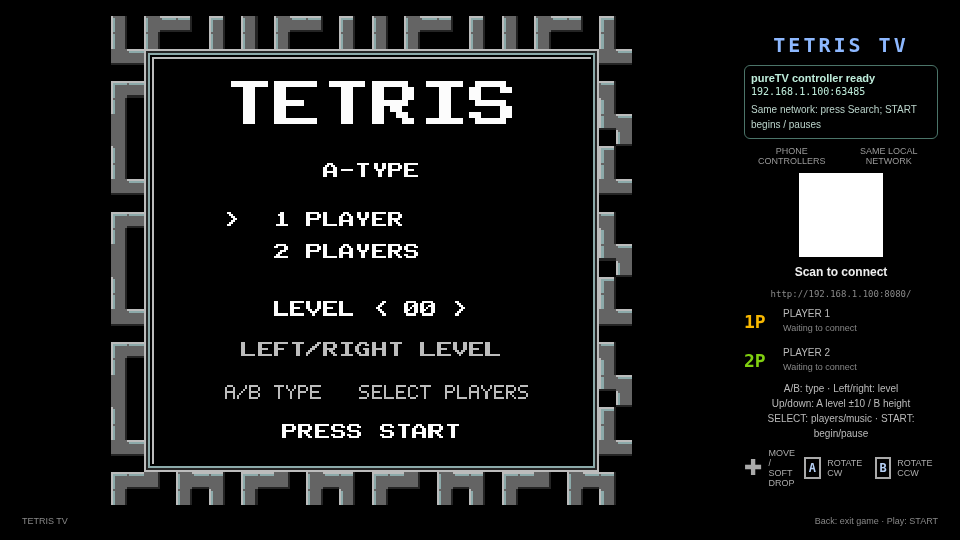 TETRIS
A-TYPE
> 1 PLAYER
2 PLAYERS
LEVEL < 00 >
LEFT/RIGHT LEVEL
A/B TYPE SELECT PLAYERS
PRESS START
TETRIS TV
pureTV controller ready
192.168.1.100:63485
Same network: press Search; START
begins / pauses
PHONE
CONTROLLERS
SAME LOCAL
NETWORK
Scan to connect
http://192.168.1.100:8080/
1P
PLAYER 1
Waiting to connect
2P
PLAYER 2
Waiting to connect
A/B: type · Left/right: level
Up/down: A level ±10 / B height
SELECT: players/music · START:
begin/pause
MOVE
/
SOFT
DROP
A
ROTATE
CW
B
ROTATE
CCW
TETRIS TV
Back: exit game · Play: START